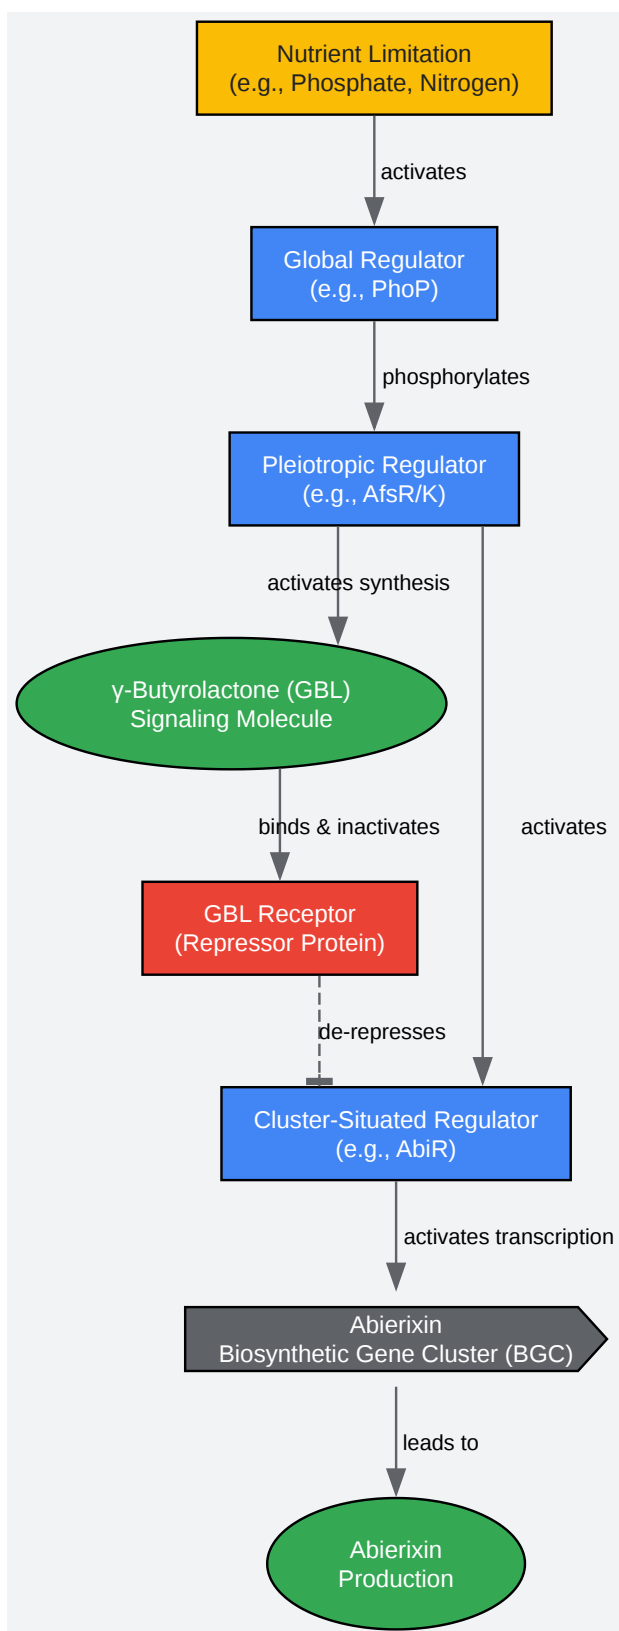 Nutrient Limitation
(e.g., Phosphate, Nitrogen)
activates
Global Regulator
(e.g., PhoP)
phosphorylates
Pleiotropic Regulator
(e.g., AfsR/K)
activates synthesis
γ-Butyrolactone (GBL)
Signaling Molecule
binds & inactivates
activates
GBL Receptor
(Repressor Protein)
de-represses
Cluster-Situated Regulator
(e.g., AbiR)
activates transcription
Abierixin
Biosynthetic Gene Cluster (BGC)
leads to
Abierixin
Production